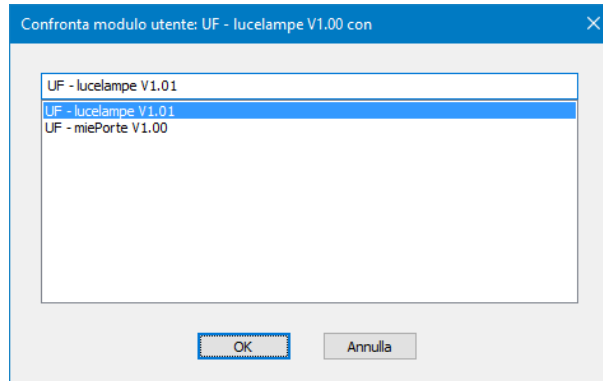 Confronta modulo utente: UF - lucelampe V1.00 con
UF - lucelampe V1.01
UF - lucelampe V1.01
UF - miePorte V1.00
OK
Annulla